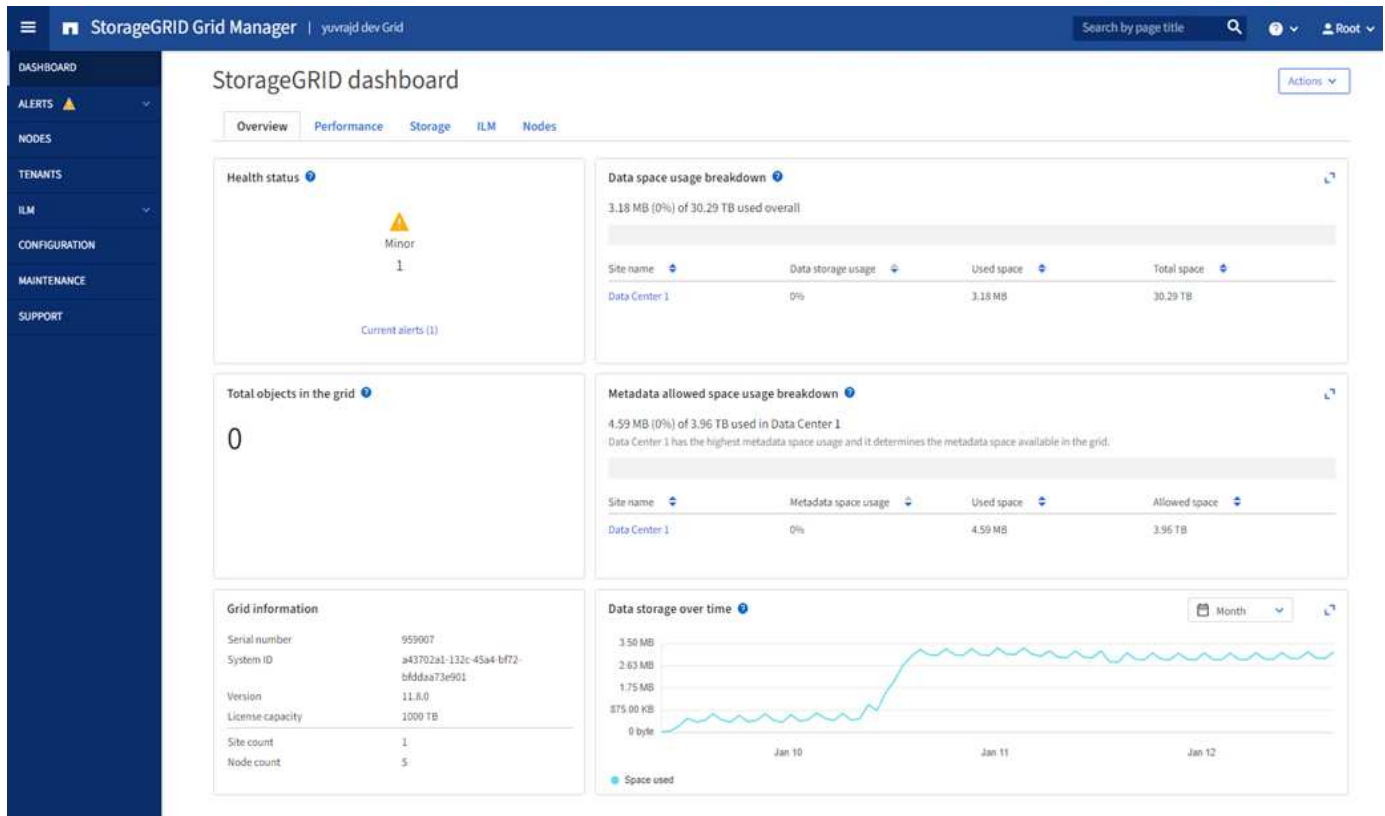 StorageGRID Grid Manager | yuvrajd dev Grid
Search by page title
Root
DASHBOARD
ALERTS
NODES
TENANTS
ILM
CONFIGURATION
MAINTENANCE
SUPPORT
StorageGRID dashboard
Actions
Overview Performance Storage ILM Nodes
Health status
Minor
1
Current alerts (1)
Data space usage breakdown
3.18 MB (0%) of 30.29 TB used overall
Site name Data storage usage Used space Total space
Data Center 1 0% 3.18 MB 30.29 TB
Total objects in the grid
0
Metadata allowed space usage breakdown
4.59 MB (0%) of 3.96 TB used in Data Center 1
Data Center 1 has the highest metadata space usage and it determines the metadata space available in the grid.
Site name Metadata space usage Used space Allowed space
Data Center 1 0% 4.59 MB 3.96 TB
Grid information
Serial number 959007
System ID a43702a1-132c-45a4-bf72-
bfddaa73e901
Version 11.8.0
License capacity 1000 TB
Site count 1
Node count 5
Data storage over time
Month
3.50 MB
2.63 MB
1.75 MB
875.00 KB
0 byte
Jan 10 Jan 11 Jan 12
Space used